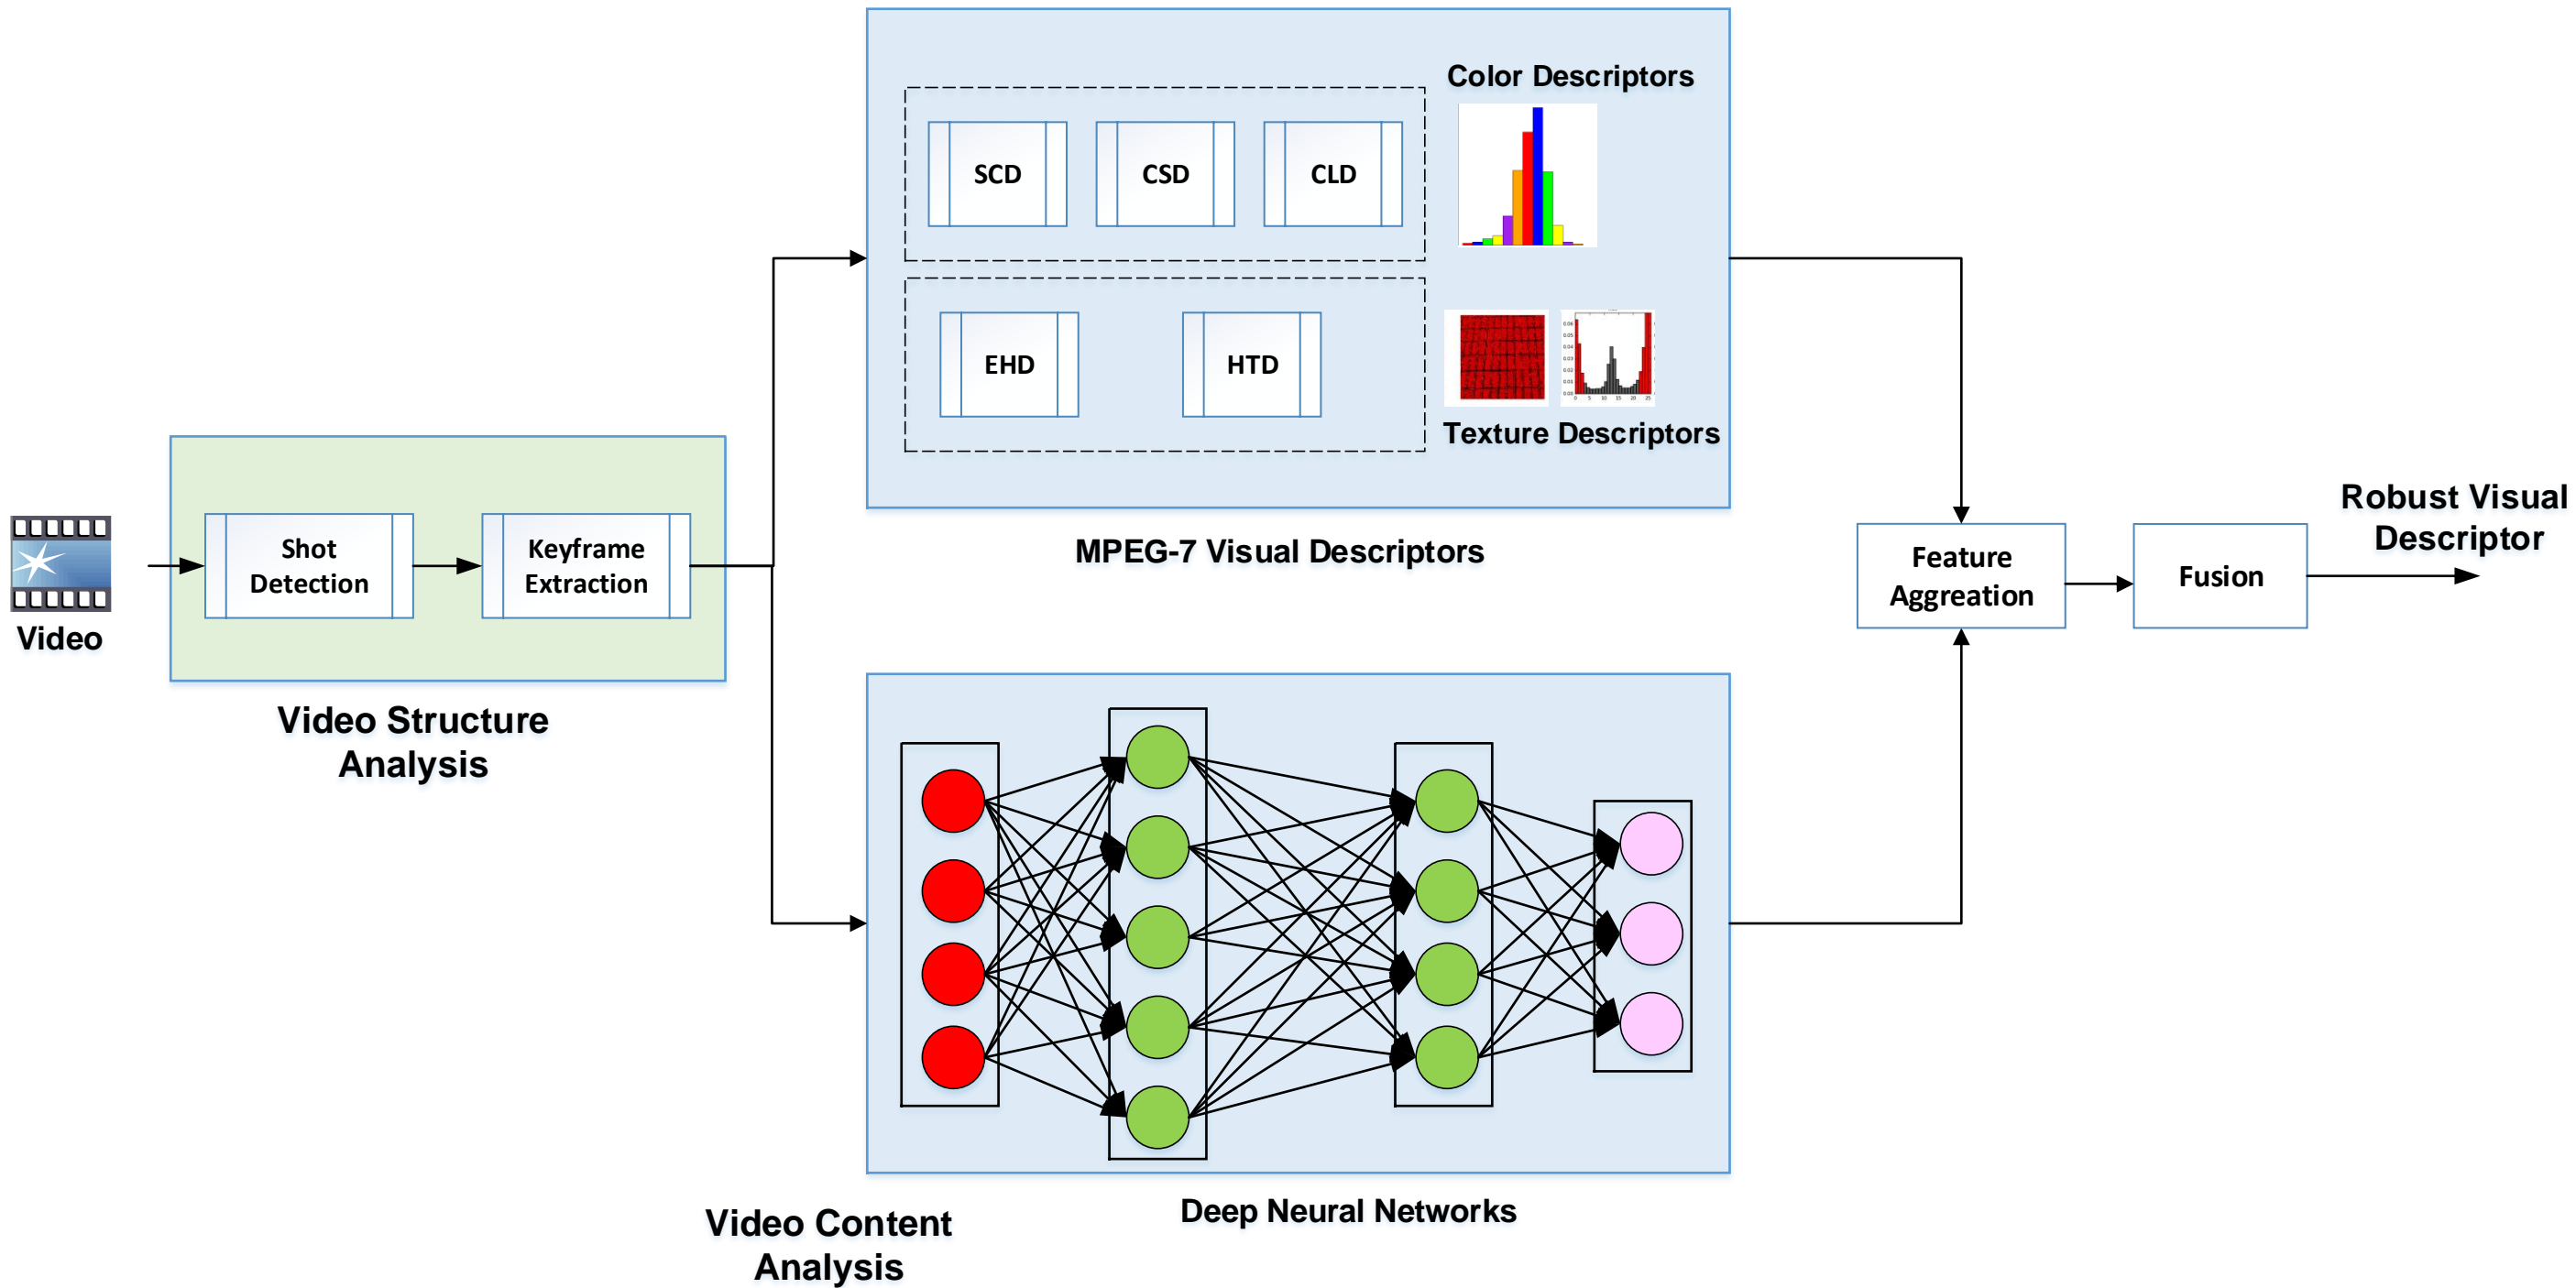 Color Descriptors
SCD
CSD
CLD
EHD
HTD
Texture Descriptors
MPEG-7 Visual Descriptors
Video
Shot
Detection
Keyframe
Extraction
Video Structure
Analysis
Feature
Aggreation
Fusion
Robust Visual
Descriptor
Deep Neural Networks
Video Content
Analysis